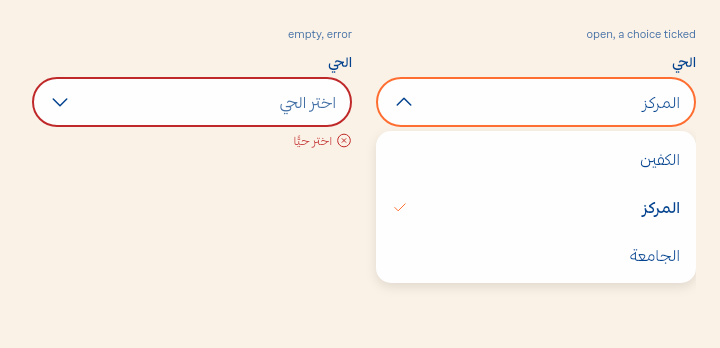 open, a choice ticked
الحي
المركز
الكفين
المركز
الجامعة
empty, error
الحي
اختر الحي
اختر حيًّا